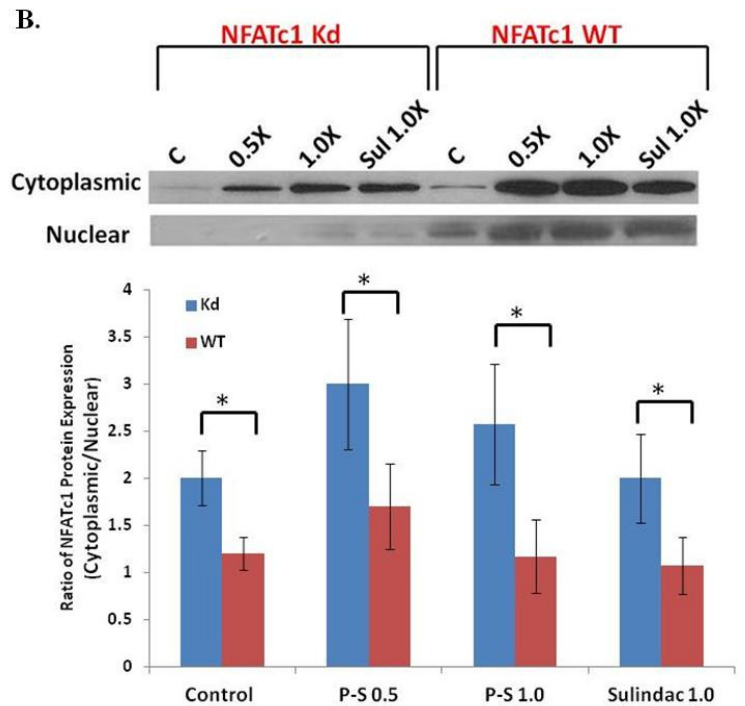 B.
NFATc1 Kd NFATc1 WT
C 0.5X 1.0X Sul 1.0X C 0.5X 1.0X Sul 1.0X
Cytoplasmic
Nuclear
Ratio of NFATc1 Protein Expression
(Cytoplasmic/Nuclear)
4
3.5
3
2.5
2
1.5
1
0.5
0
Kd
WT
* * * *
Control P-S 0.5 P-S 1.0 Sulindac 1.0